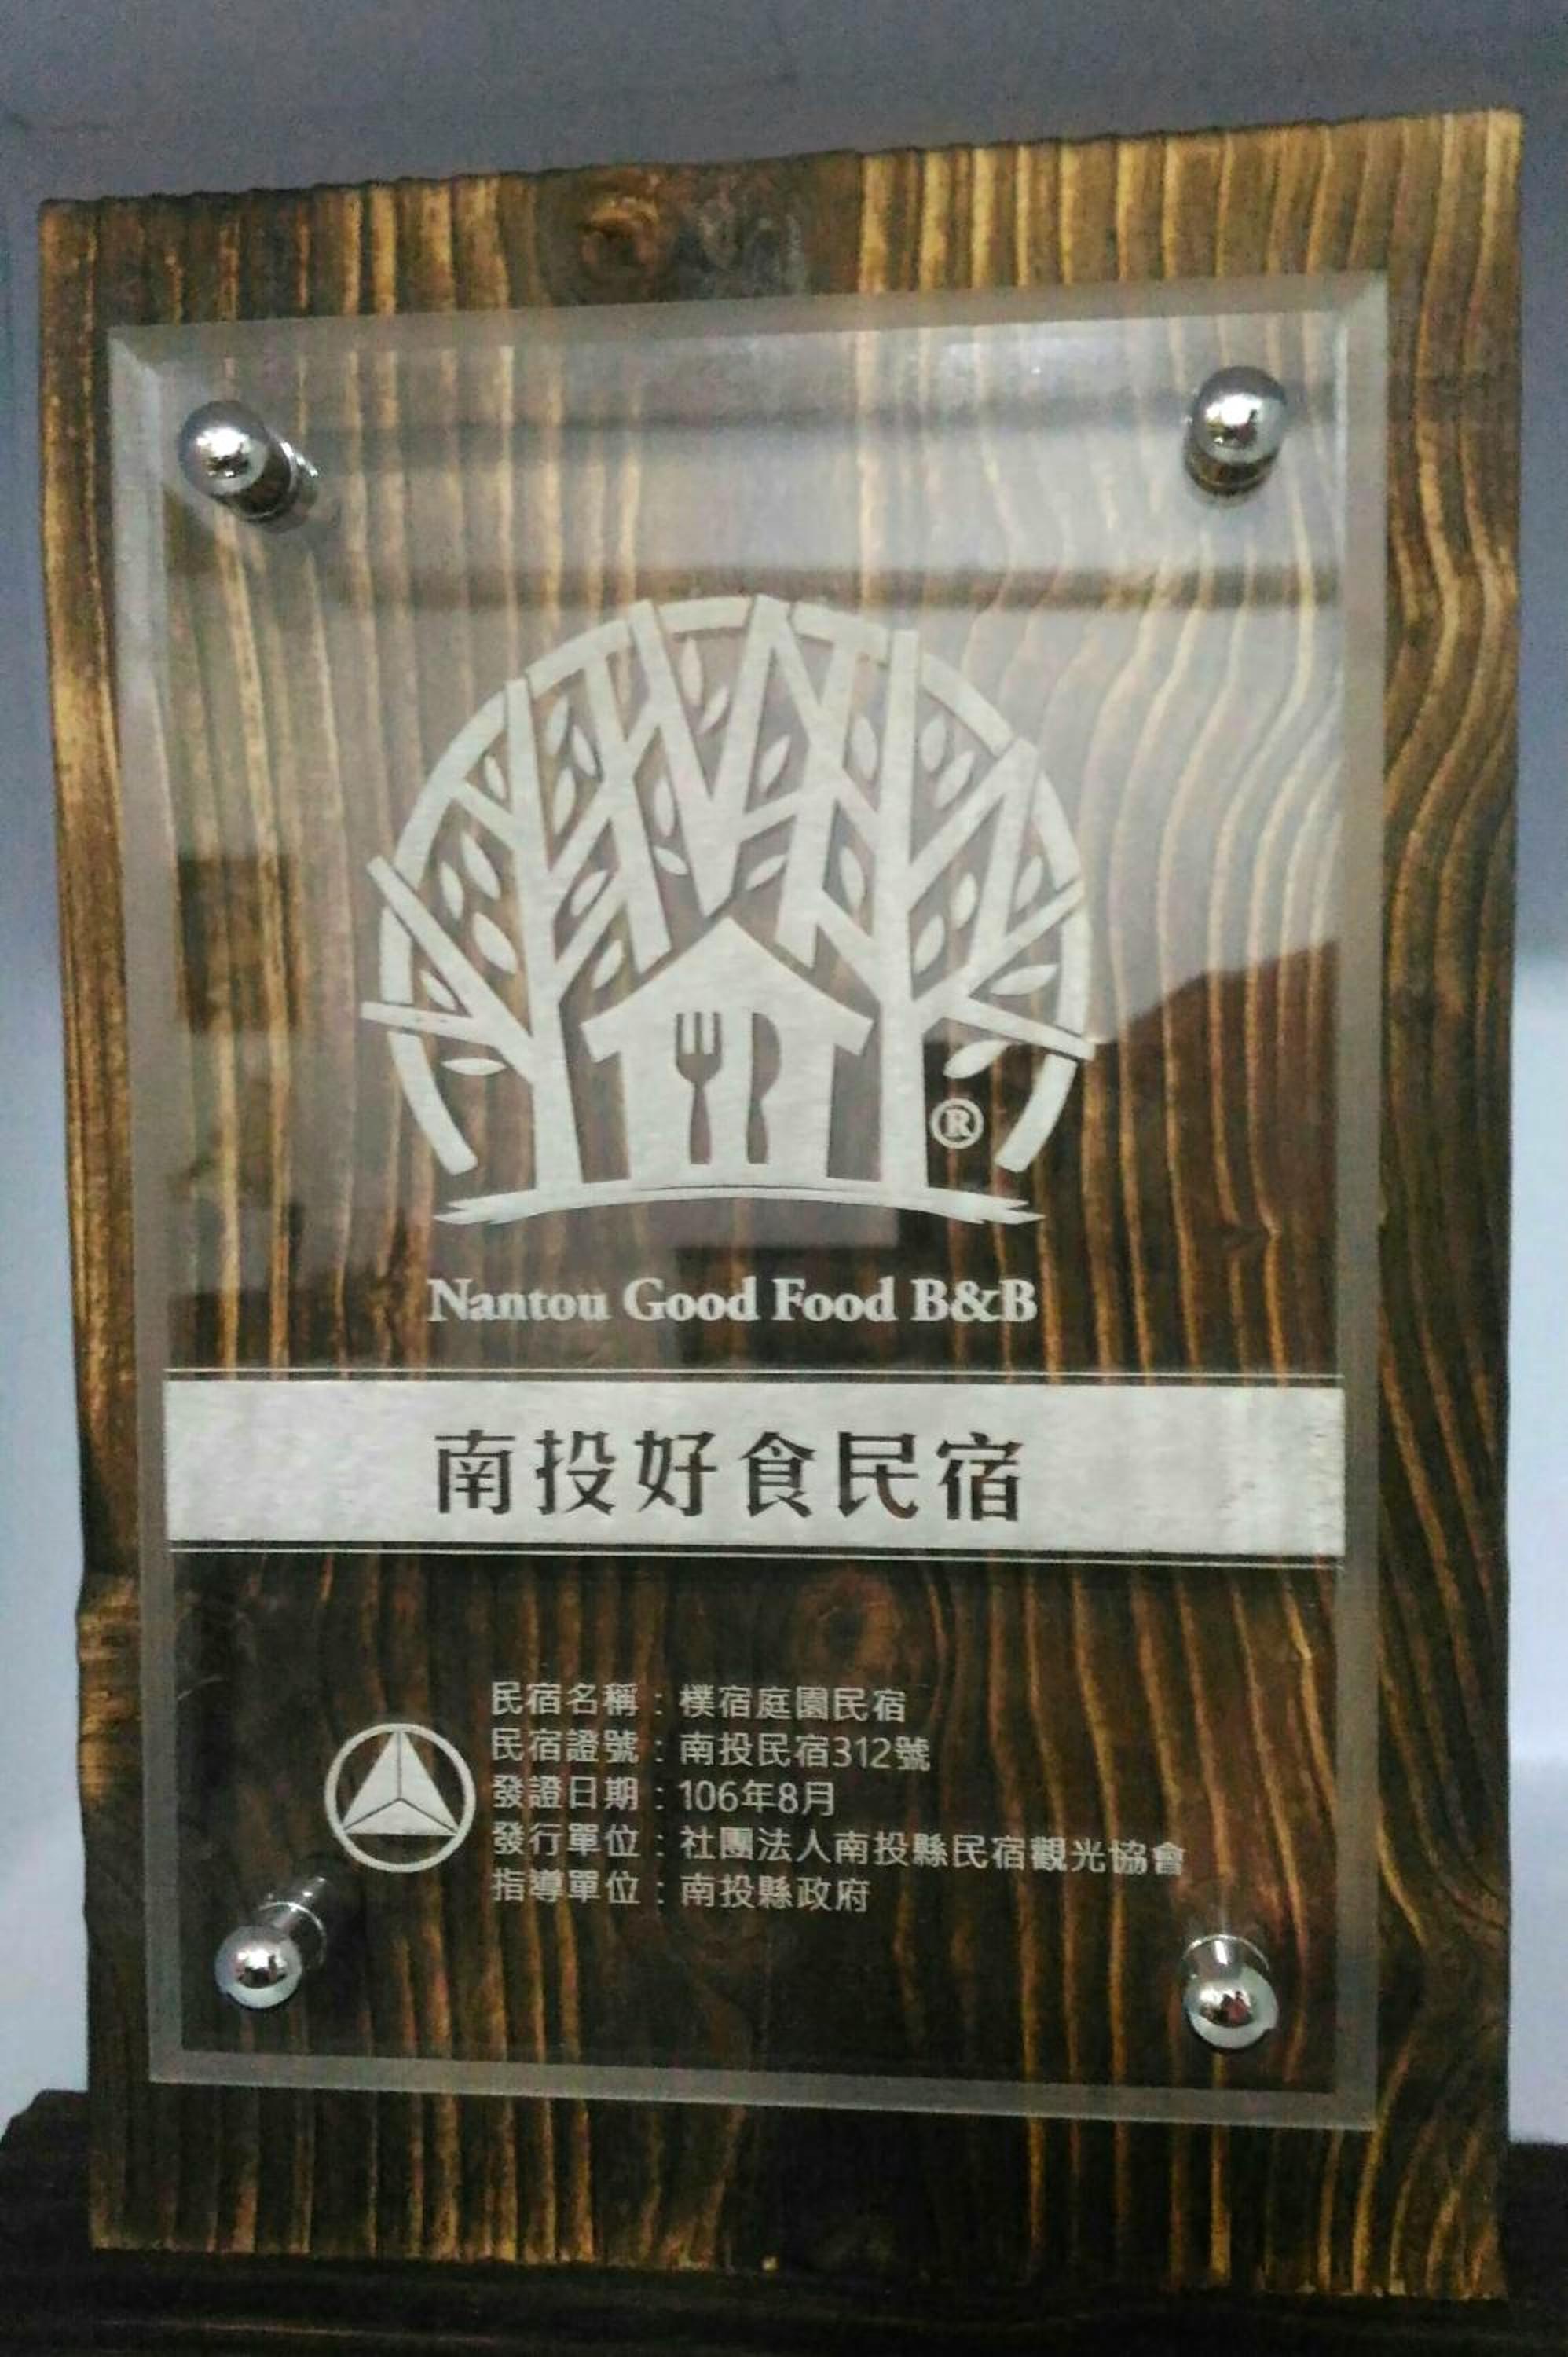 ®
Nantou Good Food B&B
南投好食民宿
民宿名稱：樸宿庭園民宿
民宿證號：南投民宿312號
發證日期：106年8月
發行單位：社團法人南投縣民宿觀光協會
指導單位：南投縣政府